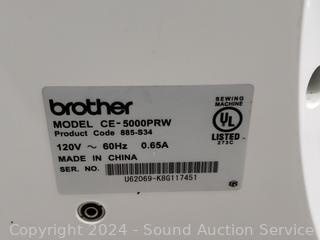 brother
MODEL CE-5000PRW
Product Code 885-S34
120V ~ 60Hz 0.65A
MADE IN CHINA
SER. NO.
U62069-K8G117451
SEWING
MACHINE
UL
LISTED
273C
Copyright © 2024 - Sound Auction Service